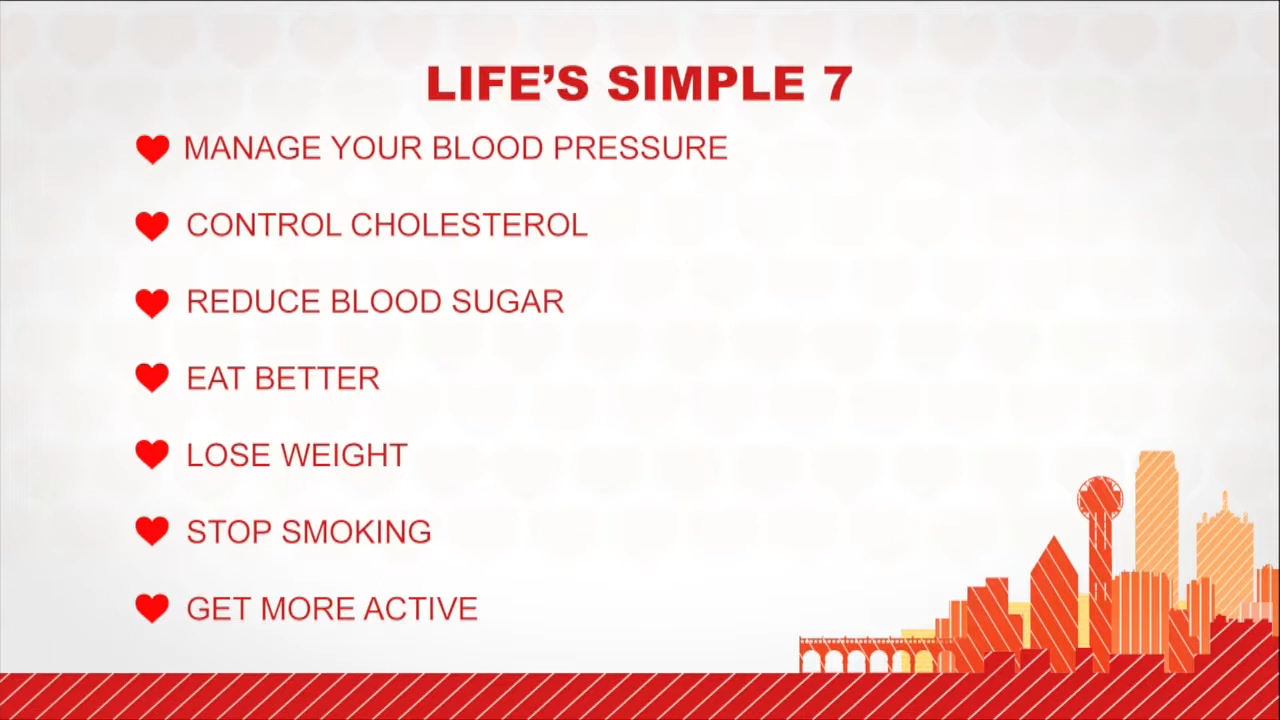 LIFE’S SIMPLE 7
MANAGE YOUR BLOOD PRESSURE
CONTROL CHOLESTEROL
REDUCE BLOOD SUGAR
EAT BETTER
LOSE WEIGHT
STOP SMOKING
GET MORE ACTIVE